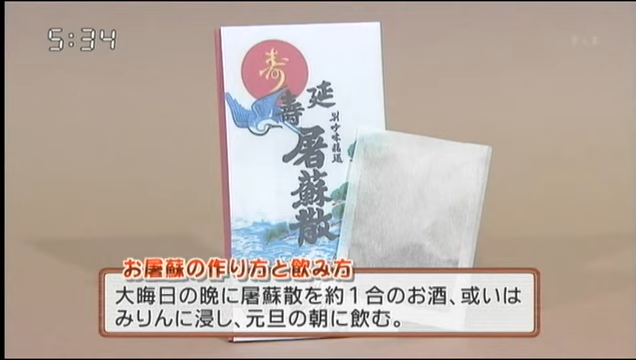 5:34
寿
延壽
屠蘇散
お屠蘇の作り方と飲み方
大晦日の晩に屠蘇散を約１合のお酒、或いは
みりんに浸し、元旦の朝に飲む。